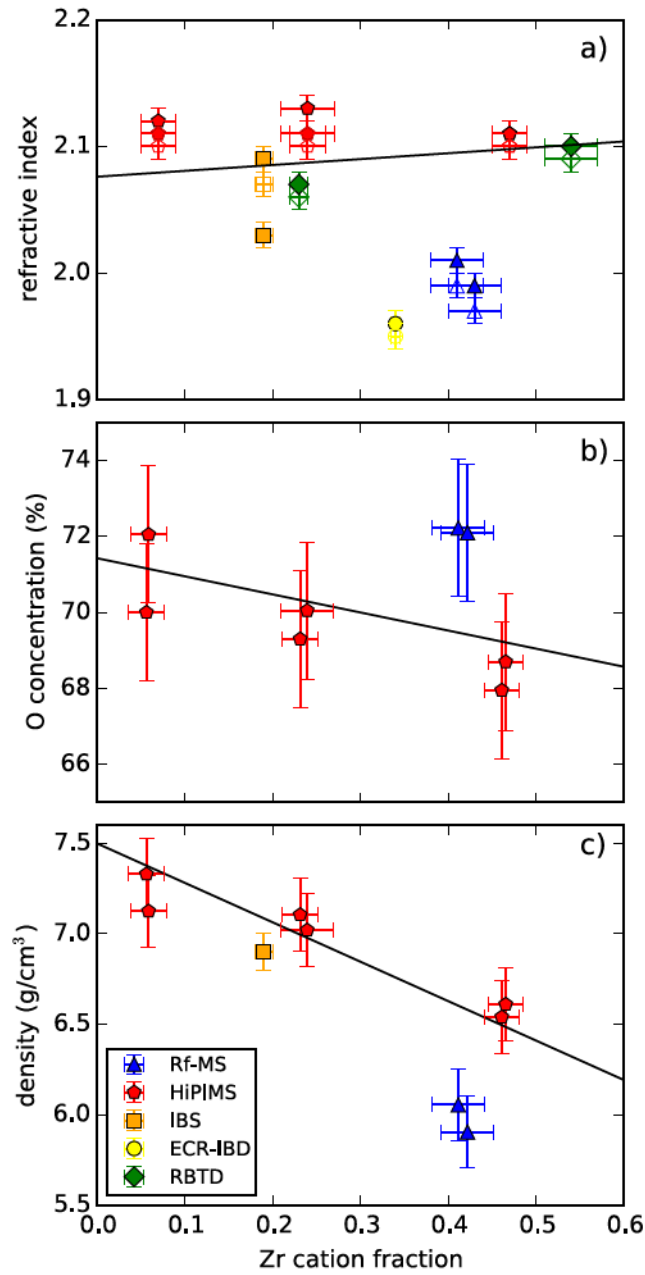 2.2
a)
2.1
2.0
1.9
refractive index
b)
74
72
70
68
66
O concentration (%)
c)
7.5
7.0
6.5
6.0
5.5
density (g/cm³)
Rf-MS
HiPIMS
IBS
ECR-IBD
RBTD
0.0 0.1 0.2 0.3 0.4 0.5 0.6
Zr cation fraction